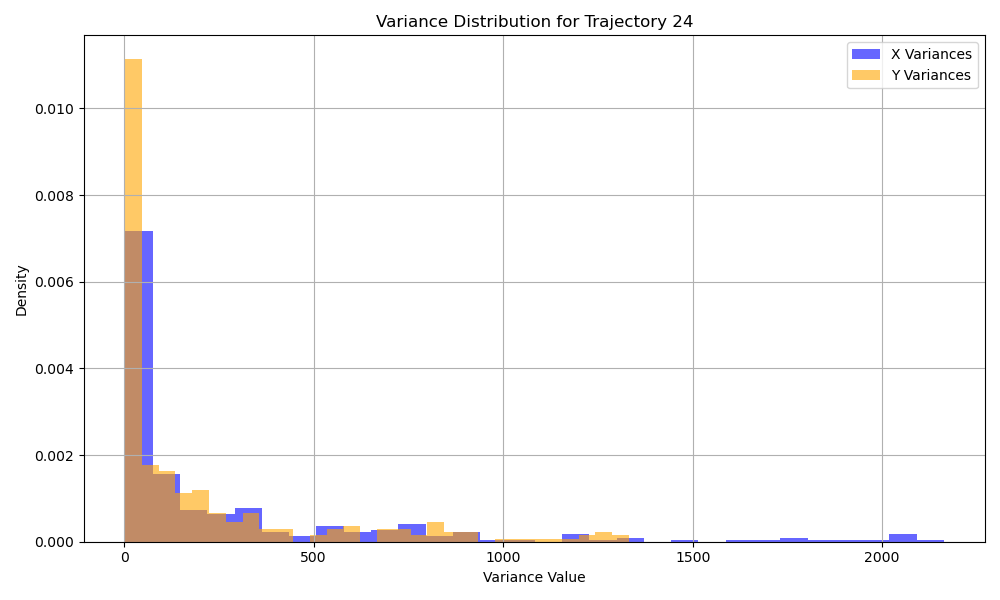 Variance Distribution for Trajectory 24
X Variances
Y Variances
Density
0.010
0.008
0.006
0.004
0.002
0.000
0
500
1000
1500
2000
Variance Value